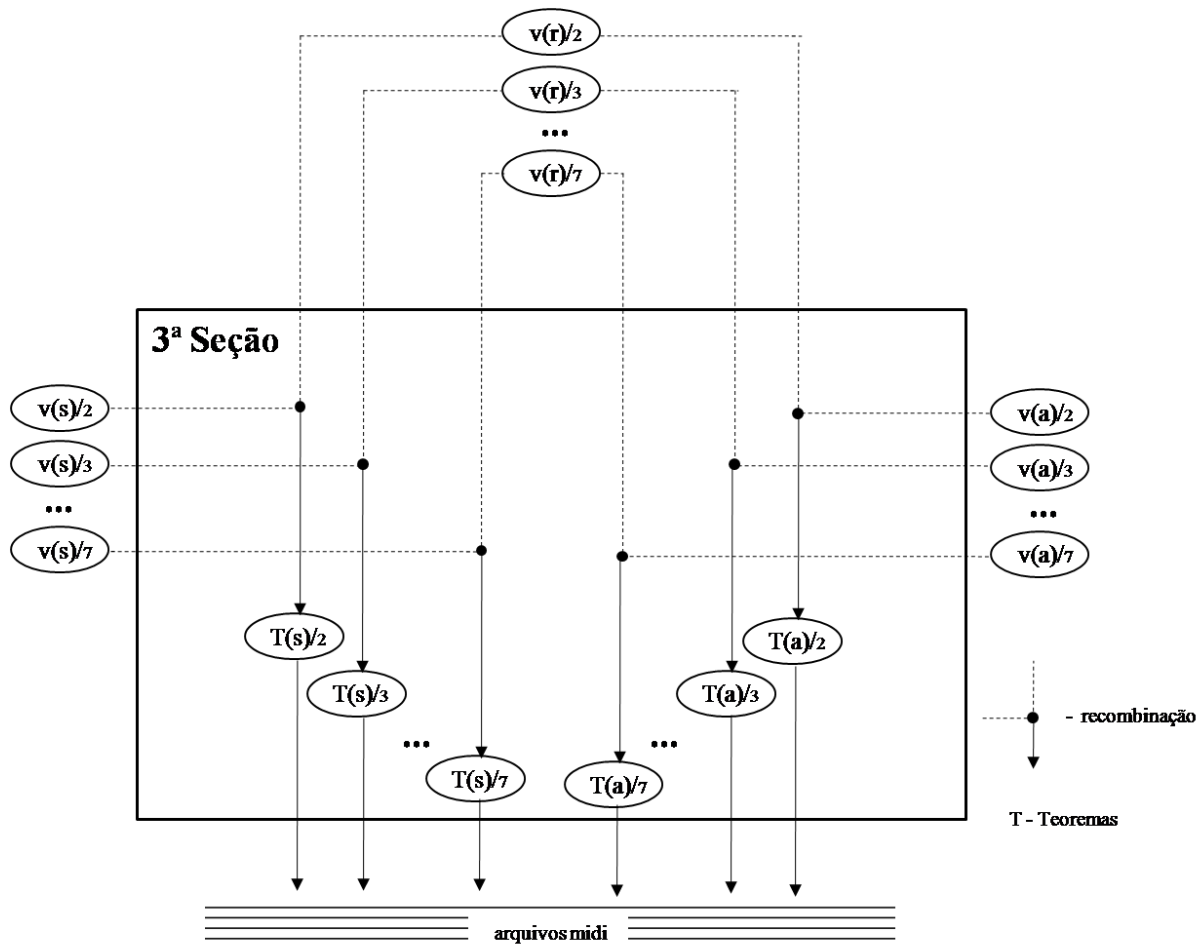 v(r)/2
v(r)/3
...
v(r)/7
3ª Seção
v(s)/2
v(a)/2
v(s)/3
v(a)/3
...
...
v(s)/7
v(a)/7
T(s)/2
T(a)/2
T(s)/3
T(a)/3
...
...
T(s)/7
T(a)/7
- recombinação
T - Teoremas
arquivos midi